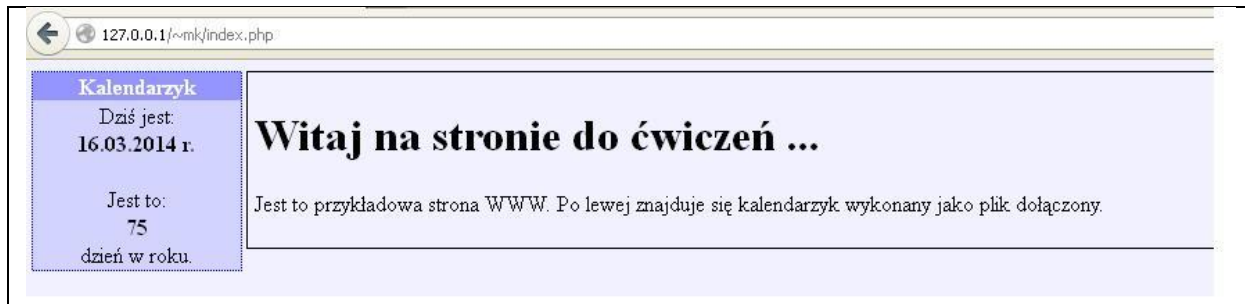 127.0.0.1/~mk/index.php
Kalendarzyk
Dziś jest:
16.03.2014 r.
Jest to:
75
dzień w roku.
Witaj na stronie do ćwiczeń ...
Jest to przykładowa strona WWW. Po lewej znajduje się kalendarzyk wykonany jako plik dołączony.